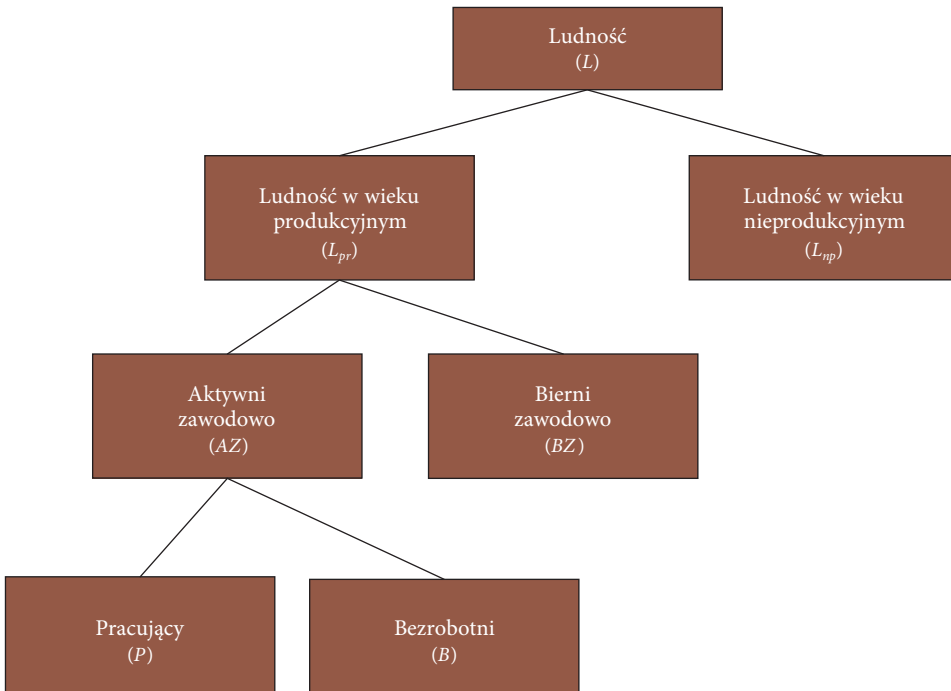 Ludność
(L)
Ludność w wieku
produkcyjnym
(Lpr)
Ludność w wieku
nieprodukcyjnym
(Lnp)
Aktywni
zawodowo
(AZ)
Bierni
zawodowo
(BZ)
Pracujący
(P)
Bezrobotni
(B)